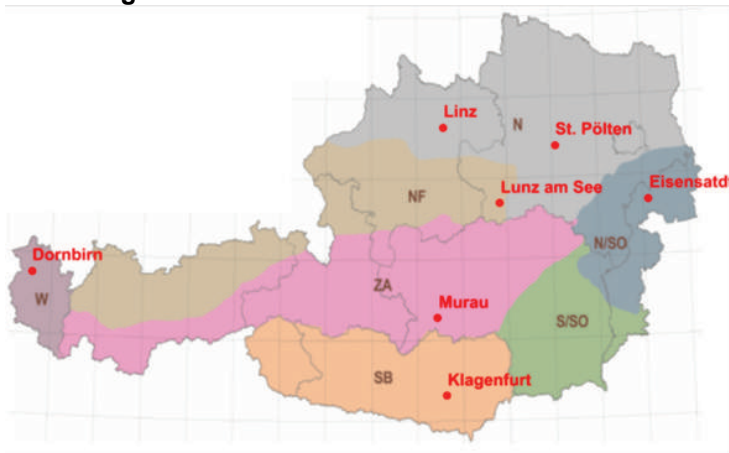 Linz
N
St. Pölten
Lunz am See
NF
Eisensatdt
Dornbirn
N/SO
W
ZA
Murau
S/SO
SB
Klagenfurt